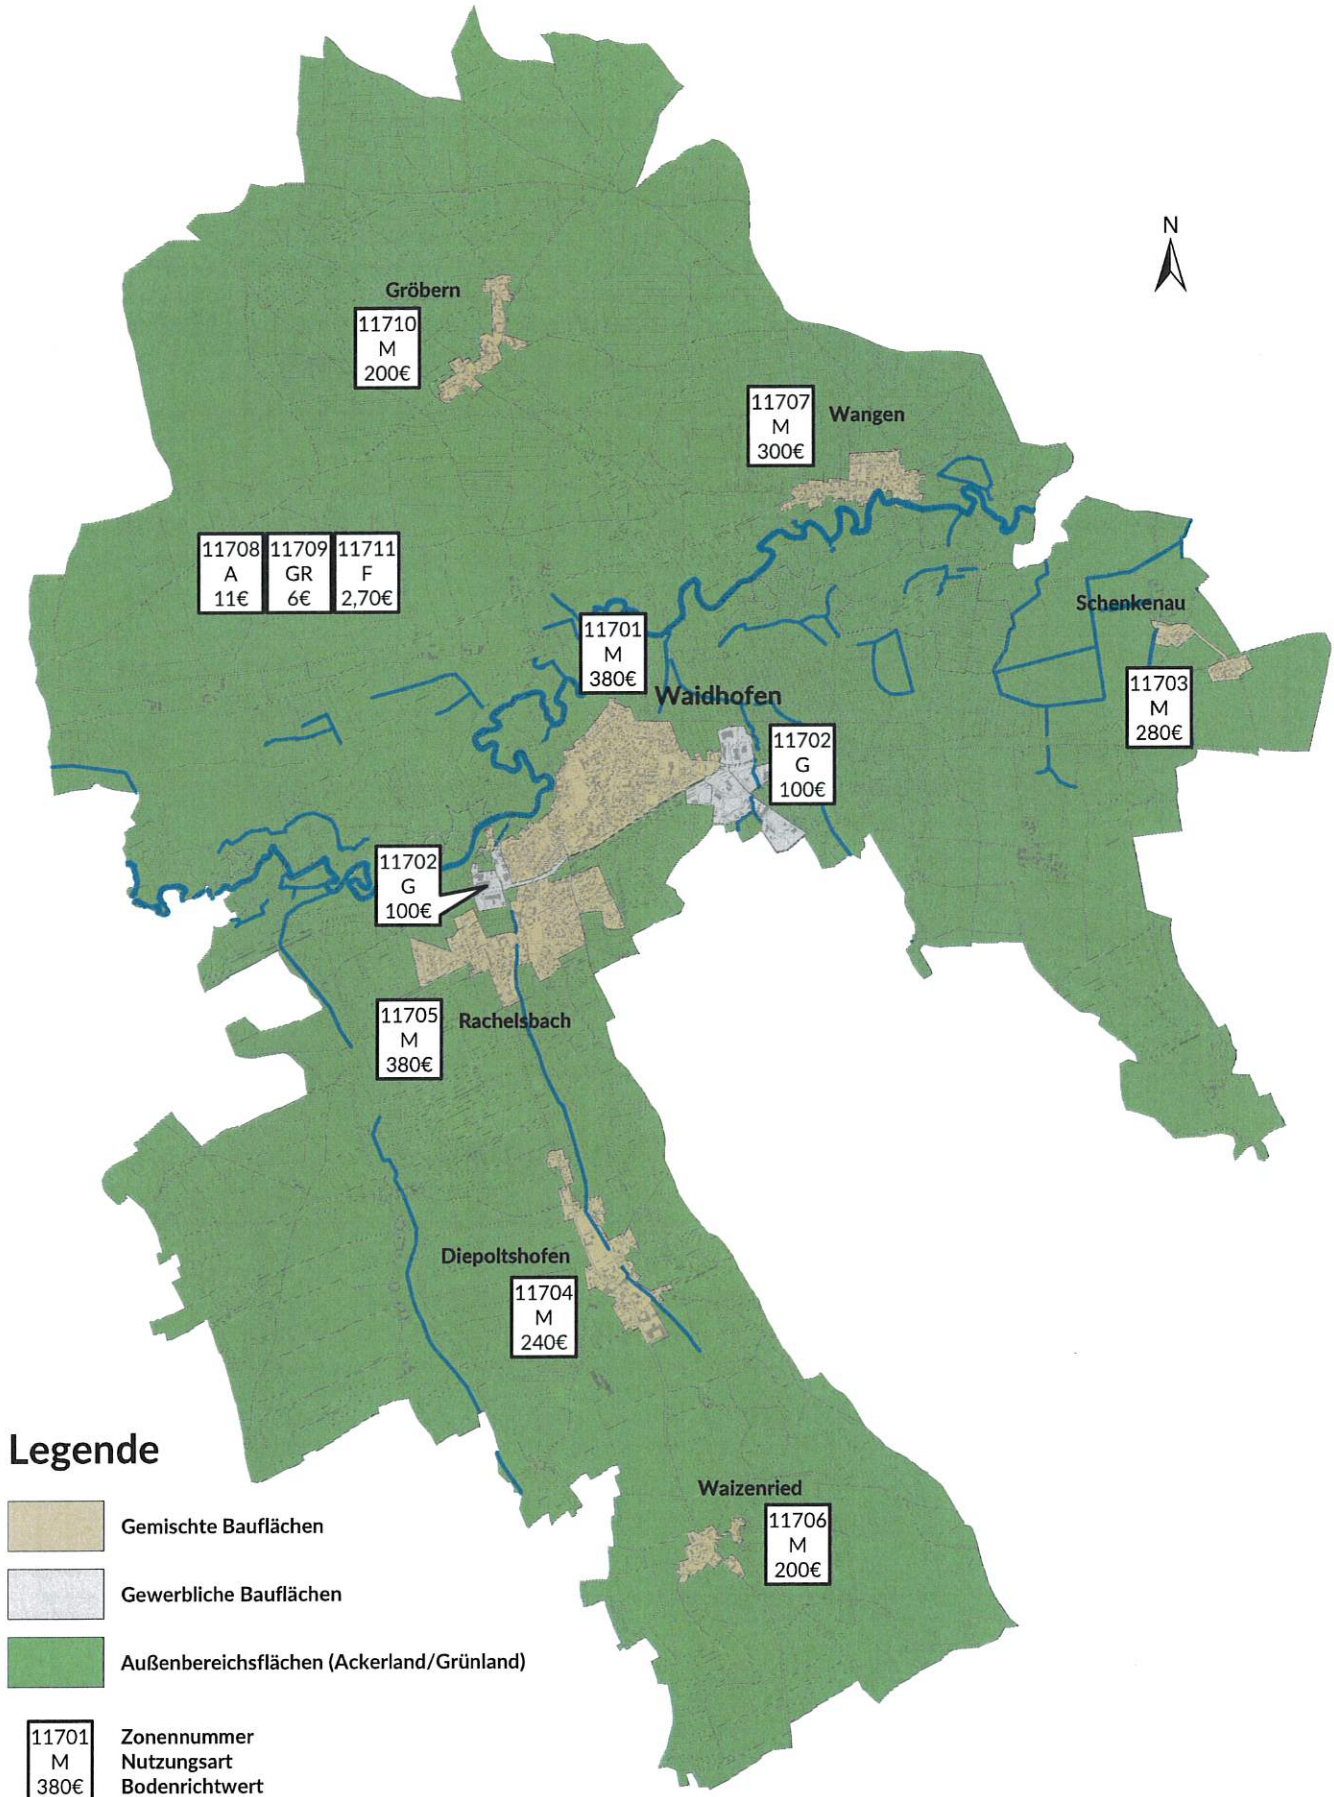 N
Gröbern
11710
M
200€
11707
M
300€
Wangen
11708
A
11€
11709
GR
6€
11711
F
2,70€
Schenkenau
11701
M
380€
Waidhofen
11703
M
280€
11702
G
100€
11702
G
100€
11705
M
380€
Rachelsbach
Diepoltshofen
11704
M
240€
Legende
Waizenried
11706
M
200€
Gemischte Bauflächen
Gewerbliche Bauflächen
Außenbereichsflächen (Ackerland/Grünland)
11701
M
380€
Zonennummer
Nutzungsart
Bodenrichtwert